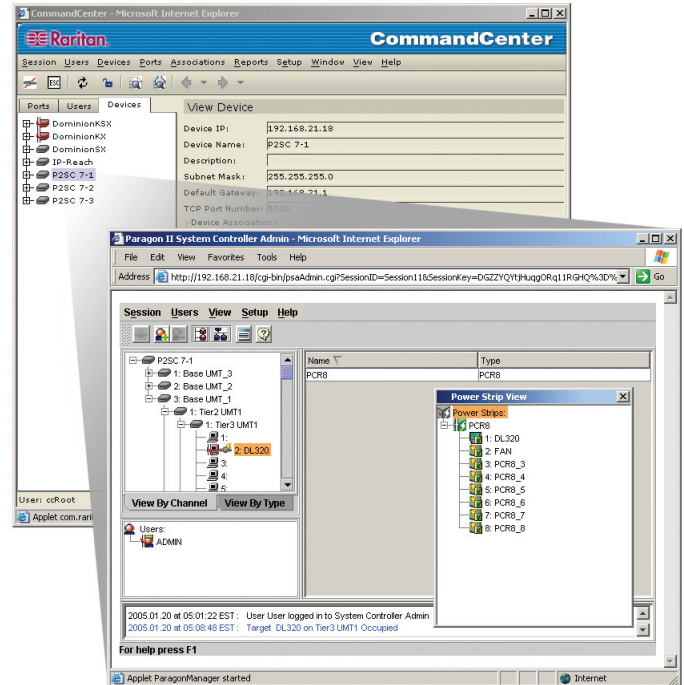 CommandCenter - Microsoft Internet Explorer
Raritan.
CommandCenter
Session Users Devices Ports Associations Reports Setup Window View Help
ESC
Ports Users Devices
View Device
DominionKSX
DominionKX
DominionSX
IP-Reach
P2SC 7-1
P2SC 7-2
P2SC 7-3
Device IP: 192.168.21.18
Device Name: P2SC 7-1
Description:
Subnet Mask: 255.255.255.0
Default Gateway: 192.168.21.1
TCP Port Number: 5000
Device Associations
User: ccRoot
Applet com.rari
Paragon II System Controller Admin - Microsoft Internet Explorer
File Edit View Favorites Tools Help
Address http://192.168.21.18/cgi-bin/psaAdmin.cgi?SessionID=Session11&SessionKey=DGZZYQYtjHuqgORq11RGHQ%3D% Go
Session Users View Setup Help
P2SC 7-1
1: Base UMT_3
2: Base UMT_2
3: Base UMT_1
1: Tier2 UMT1
1: Tier3 UMT1
1:
2: DL320
3:
4:
5:
View By Channel View By Type
Name Type
PCR8 PCR8
Power Strip View
Power Strips:
PCR8
1: DL320
2: FAN
3: PCR8_3
4: PCR8_4
5: PCR8_5
6: PCR8_6
7: PCR8_7
8: PCR8_8
Users:
ADMIN
2005.01.20 at 05:01:22 EST : User User logged in to System Controller Admin
2005.01.20 at 05:08:48 EST : Target DL320 on Tier3 UMT1 Occupied
For help press F1
Applet ParagonManager started
Internet